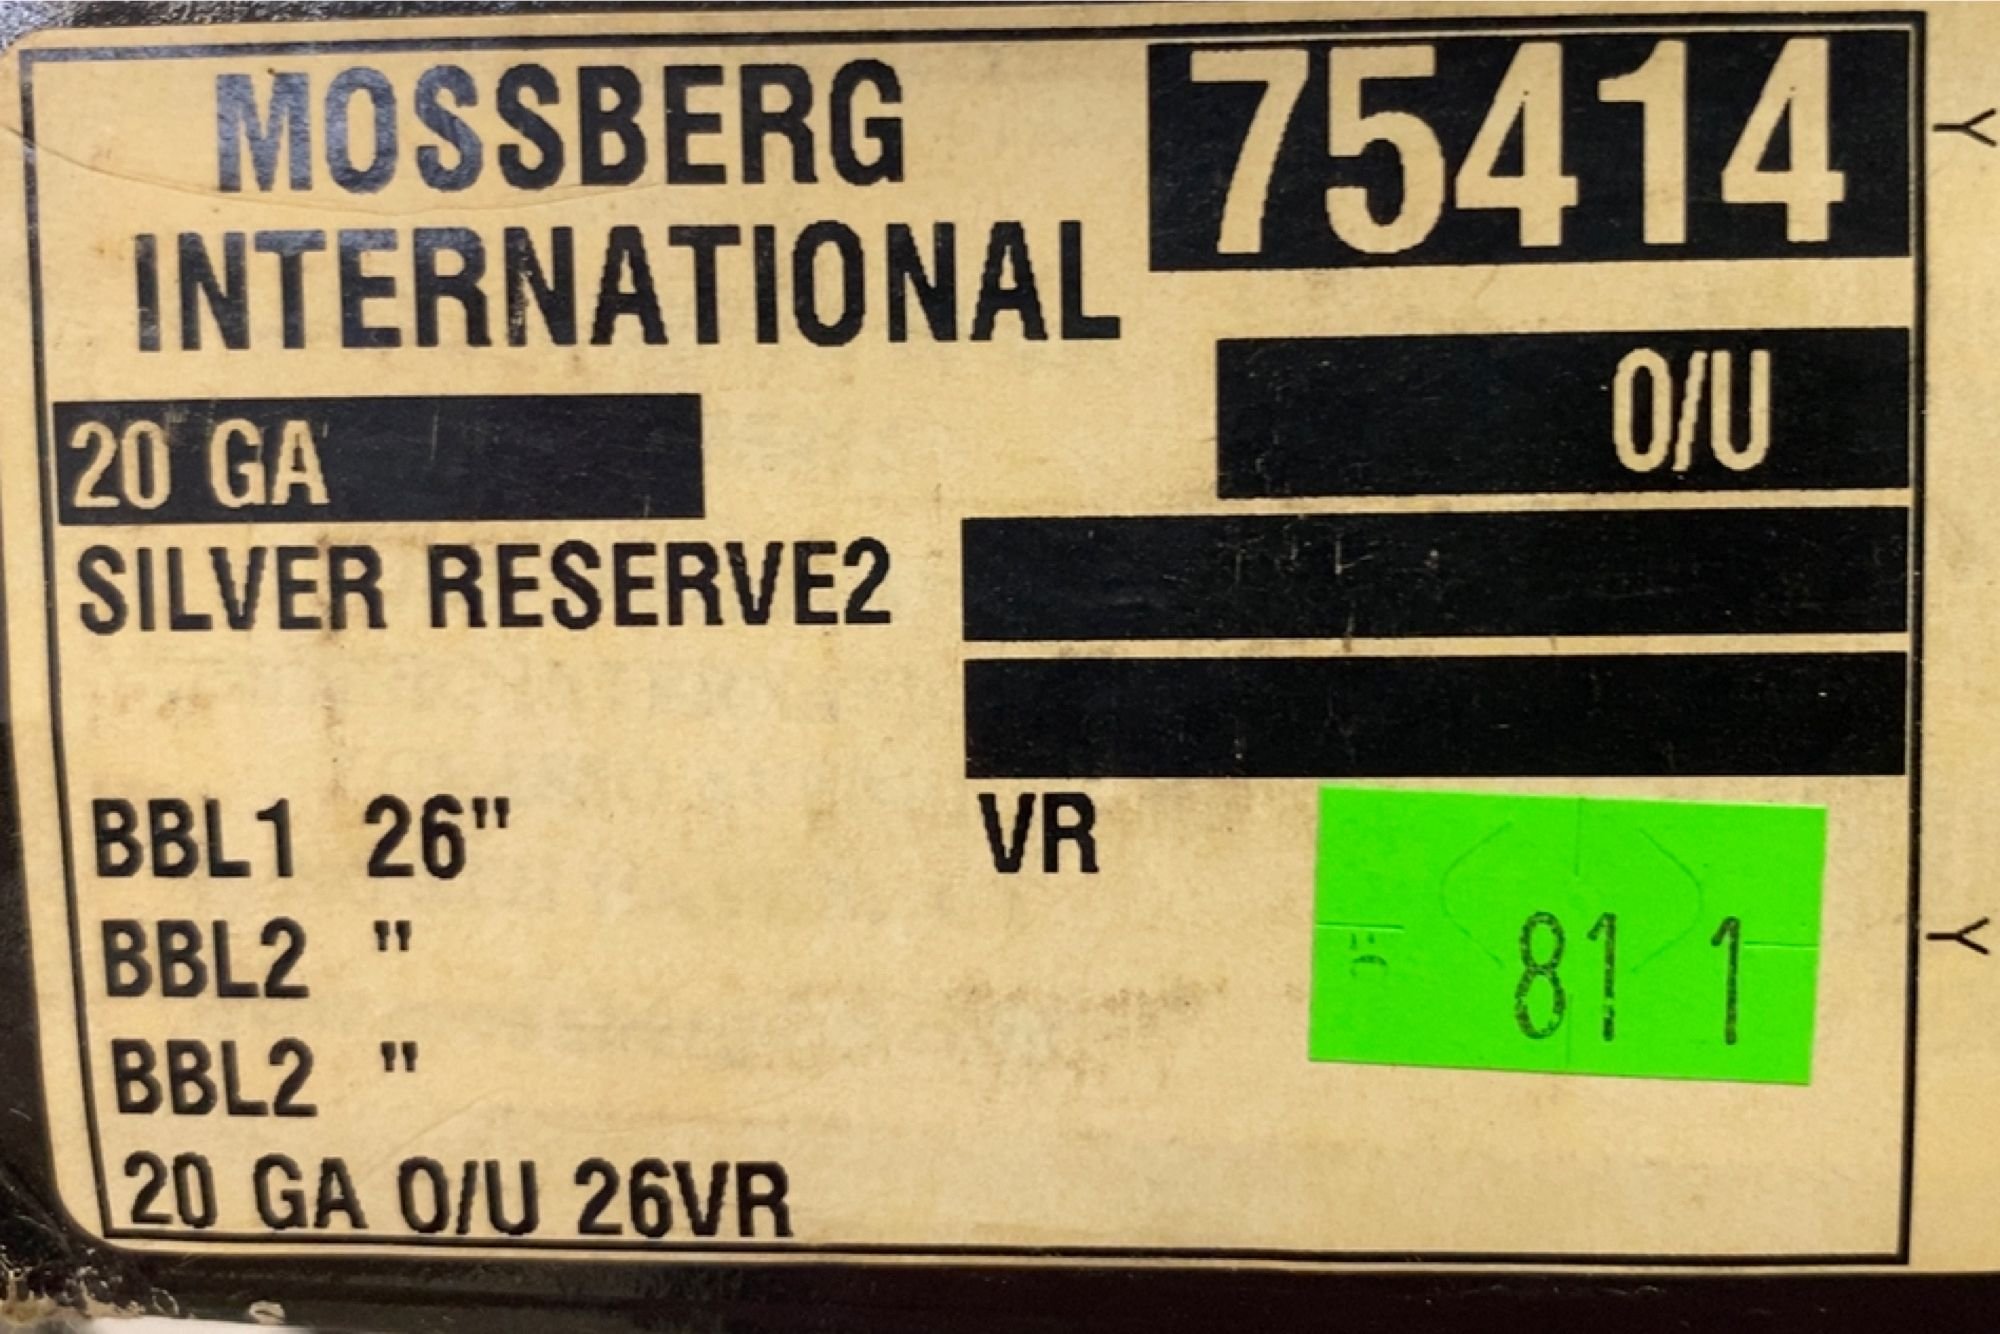 MOSSBERG
INTERNATIONAL
75414
O/U
20 GA
SILVER RESERVE2
BBL1 26" VR
BBL2 "
BBL2 "
20 GA O/U 26VR
81 1
Y
Y